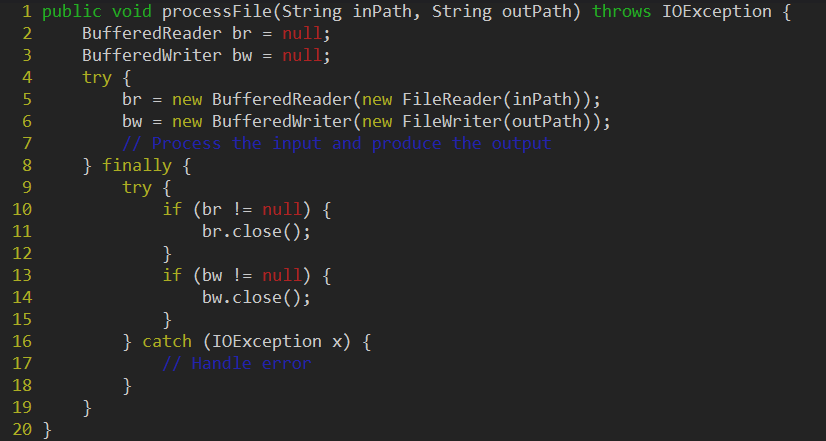 1 public void processFile(String inPath, String outPath) throws IOException {
2     BufferedReader br = null;
3     BufferedWriter bw = null;
4     try {
5         br = new BufferedReader(new FileReader(inPath));
6         bw = new BufferedWriter(new FileWriter(outPath));
7         // Process the input and produce the output
8     } finally {
9         try {
10             if (br != null) {
11                 br.close();
12             }
13             if (bw != null) {
14                 bw.close();
15             }
16         } catch (IOException x) {
17             // Handle error
18         }
19     }
20 }